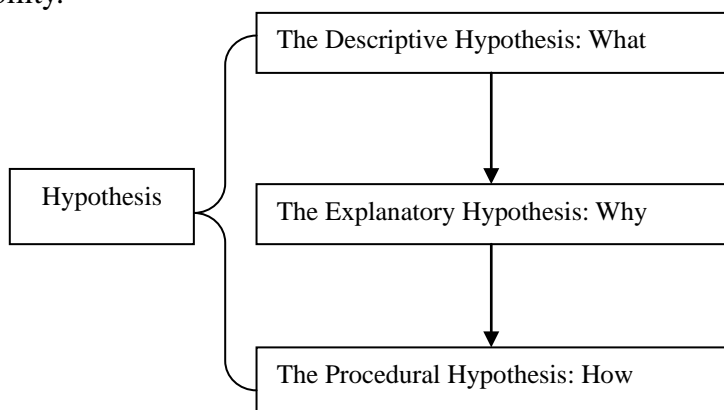 The Descriptive Hypothesis: What
Hypothesis
The Explanatory Hypothesis: Why
The Procedural Hypothesis: How